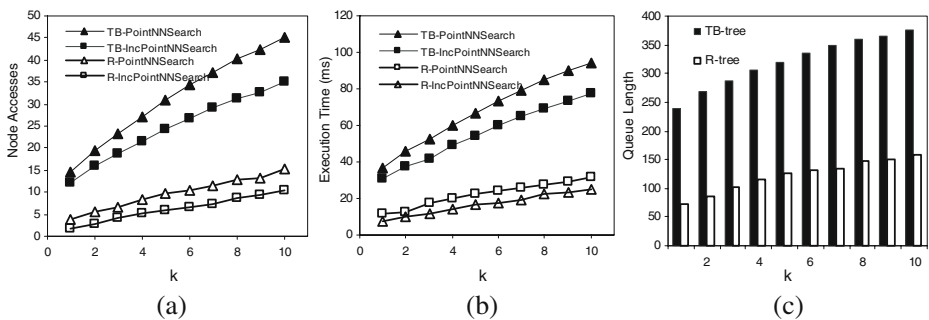 45
40
35
30
25
20
15
10
5
0
Node Accesses
TB-PointNNSearch
TB-IncPointNNSearch
R-PointNNSearch
R-IncPointNNSearch
0 2 4 6 8 10
k
(a)
120
100
80
60
40
20
0
Execution Time (ms)
TB-PointNNSearch
TB-IncPointNNSearch
R-PointNNSearch
R-IncPointNNSearch
0 2 4 6 8 10
k
(b)
400
350
300
250
200
150
100
50
0
Queue Length
TB-tree
R-tree
2 4 6 8 10
k
(c)